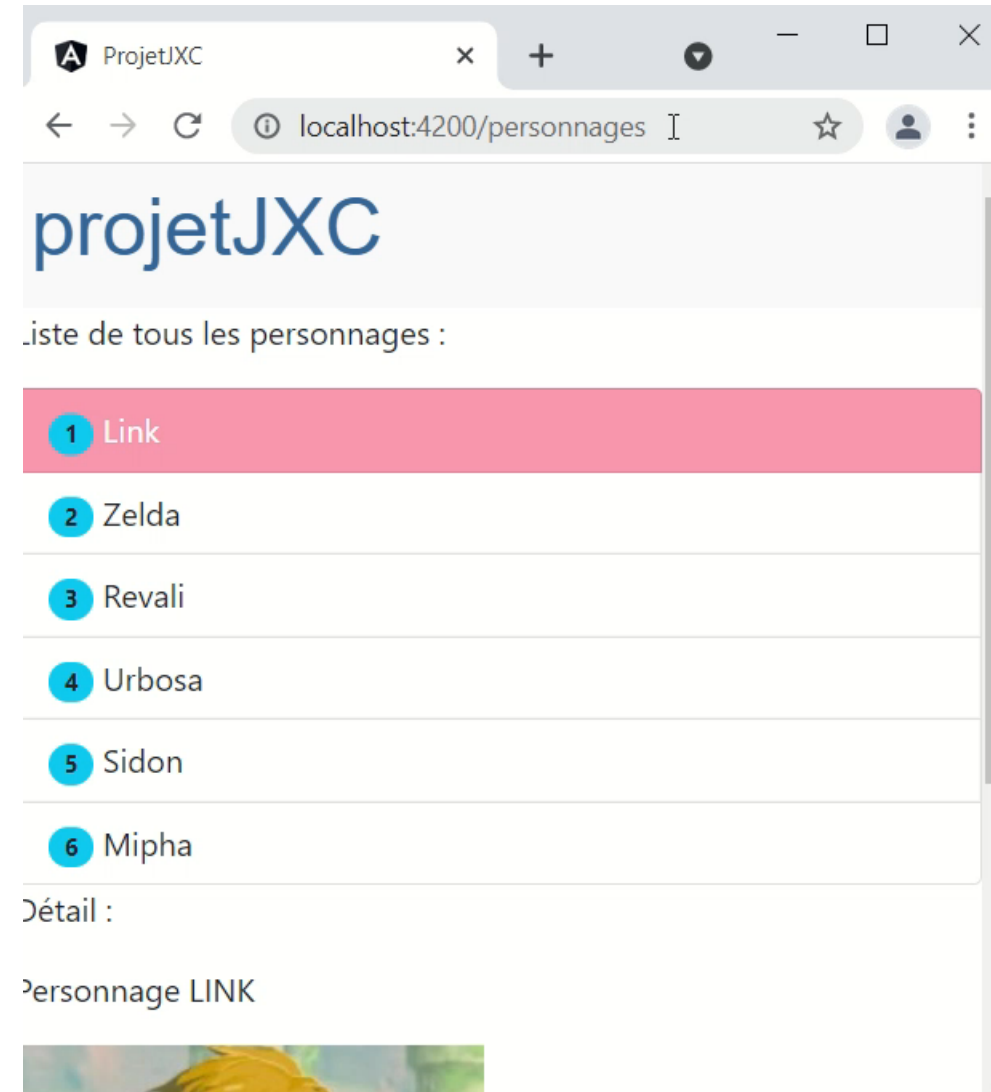 ProjetJXC
localhost:4200/personnages
projetJXC
Liste de tous les personnages :
1 Link
2 Zelda
3 Revali
4 Urbosa
5 Sidon
6 Mipha
Détail :
Personnage LINK